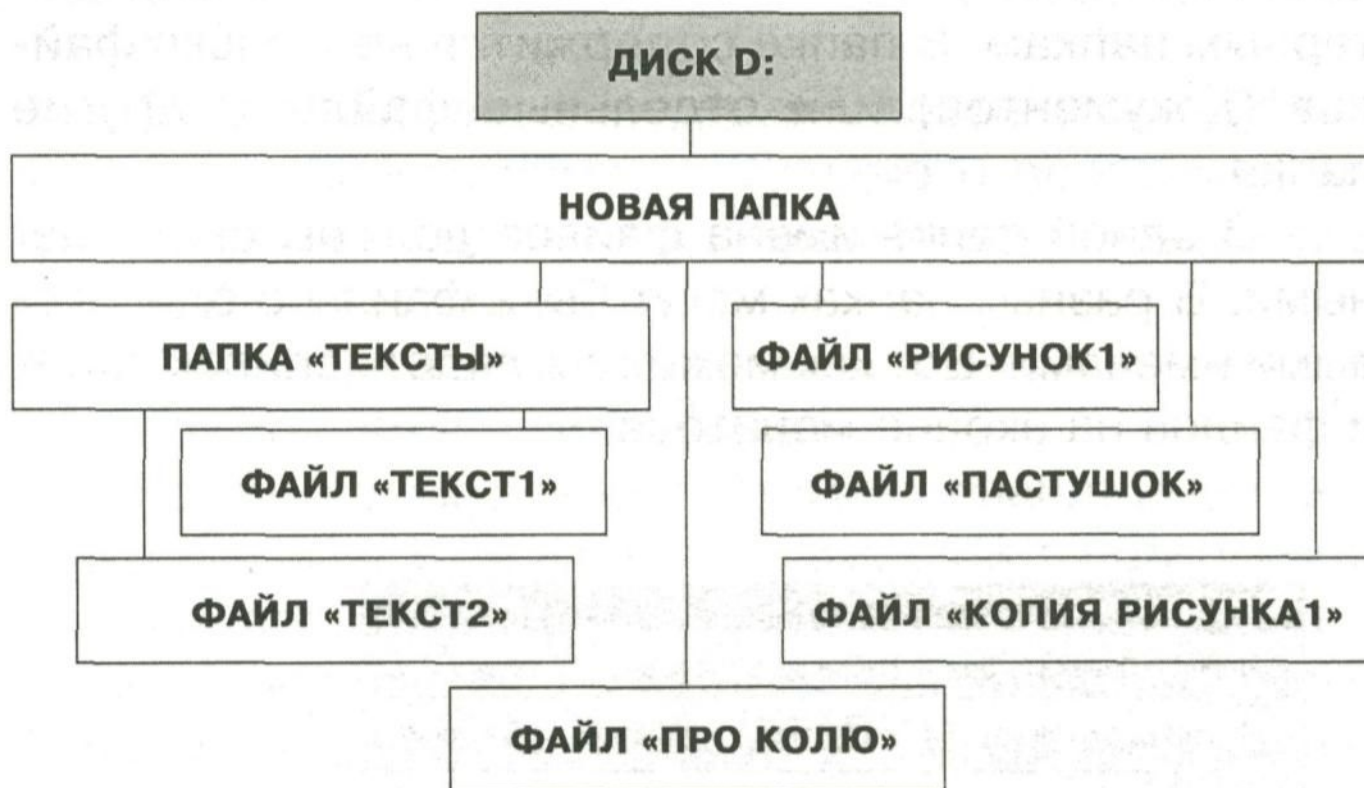 ДИСК D:
НОВАЯ ПАПКА
ПАПКА «ТЕКСТЫ»
ФАЙЛ «РИСУНОК1»
ФАЙЛ «ТЕКСТ1»
ФАЙЛ «ПАСТУШОК»
ФАЙЛ «ТЕКСТ2»
ФАЙЛ «КОПИЯ РИСУНКА1»
ФАЙЛ «ПРО КОЛЮ»